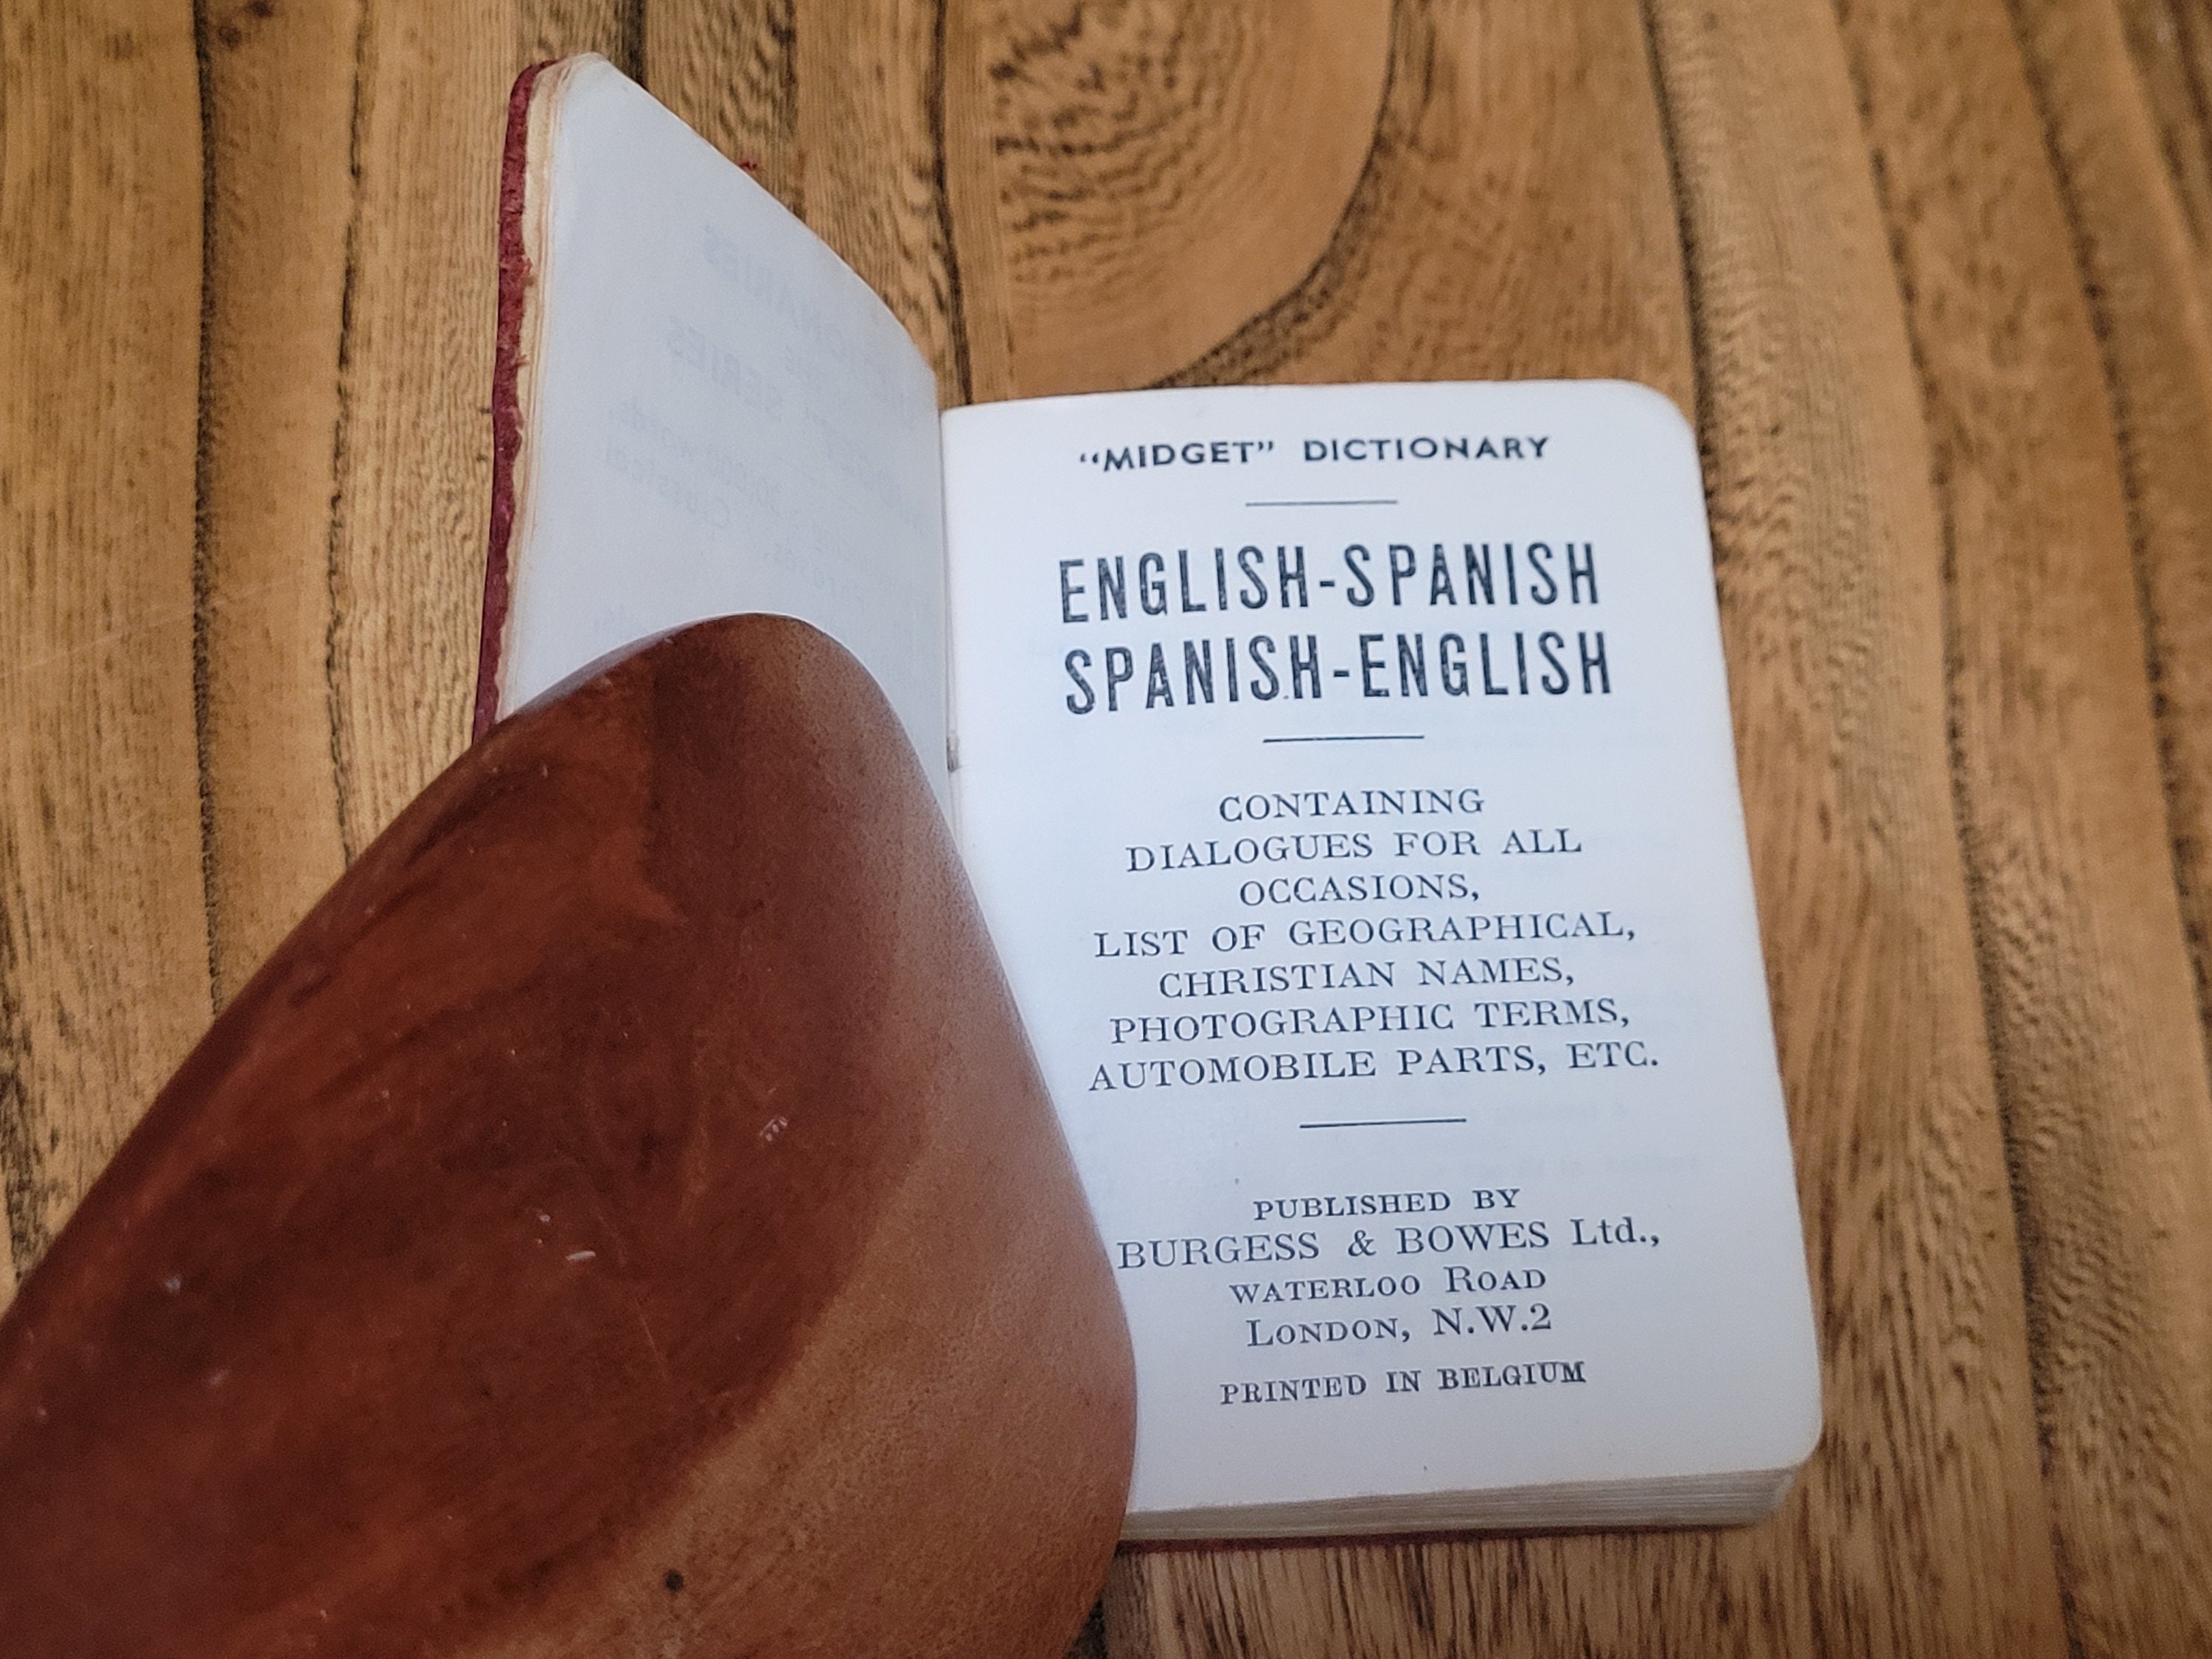 "MIDGET" DICTIONARY
ENGLISH-SPANISH
SPANISH-ENGLISH
CONTAINING
DIALOGUES FOR ALL
OCCASIONS,
LIST OF GEOGRAPHICAL,
CHRISTIAN NAMES,
PHOTOGRAPHIC TERMS,
AUTOMOBILE PARTS, ETC.
PUBLISHED BY
BURGESS & BOWES Ltd.,
WATERLOO ROAD
LONDON, N.W.2
PRINTED IN BELGIUM